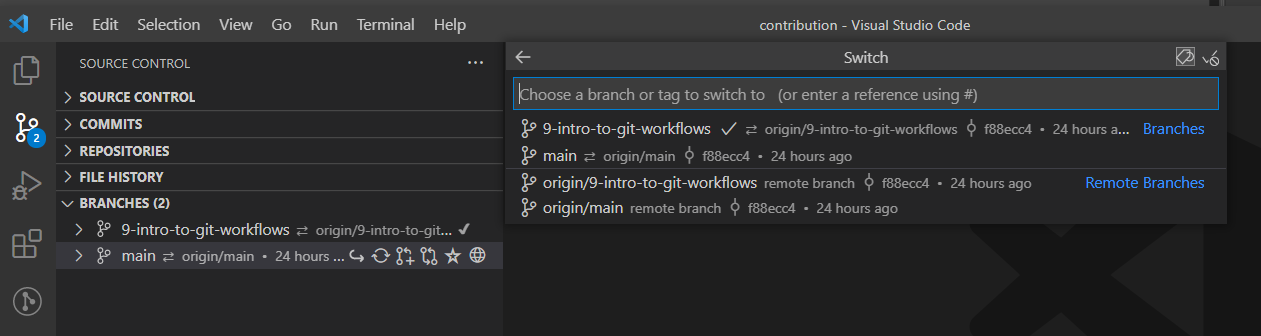 File Edit Selection View Go Run Terminal Help contribution - Visual Studio Code
SOURCE CONTROL ...
Switch
SOURCE CONTROL
Choose a branch or tag to switch to (or enter a reference using #)
COMMITS
9-intro-to-git-workflows origin/9-intro-to-git-workflows f88ecc4 • 24 hours a... Branches
REPOSITORIES
main origin/main f88ecc4 • 24 hours ago
FILE HISTORY
origin/9-intro-to-git-workflows remote branch f88ecc4 • 24 hours ago Remote Branches
BRANCHES (2)
origin/main remote branch f88ecc4 • 24 hours ago
9-intro-to-git-workflows origin/9-intro-to-git...
main origin/main • 24 hours ...
2